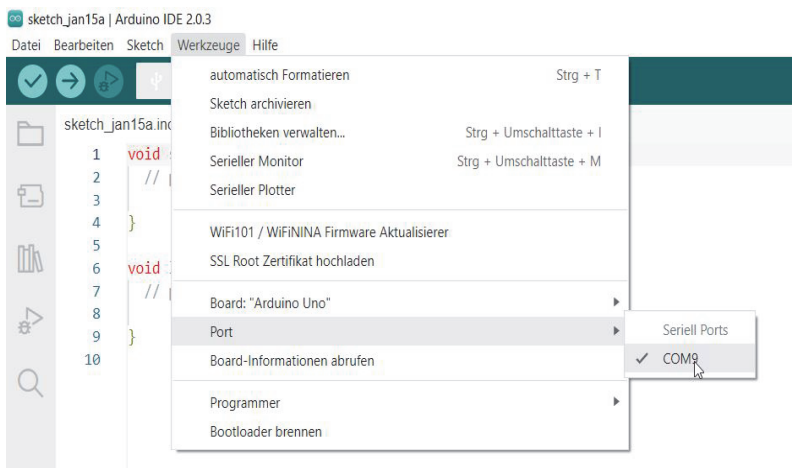 sketch_jan15a | Arduino IDE 2.0.3
Datei Bearbeiten Sketch Werkzeuge Hilfe
automatisch Formatieren Strg + T
Sketch archivieren
Bibliotheken verwalten... Strg + Umschalttaste + I
Serieller Monitor Strg + Umschalttaste + M
Serieller Plotter
WiFi101 / WiFiNINA Firmware Aktualisierer
SSL Root Zertifikat hochladen
Board: "Arduino Uno"
Port
Seriell Ports
COM9
Board-Informationen abrufen
Programmer
Bootloader brennen
sketch_jan15a.ino
1 void
2 //
3
4 }
5
6 void
7 //
8
9 }
10